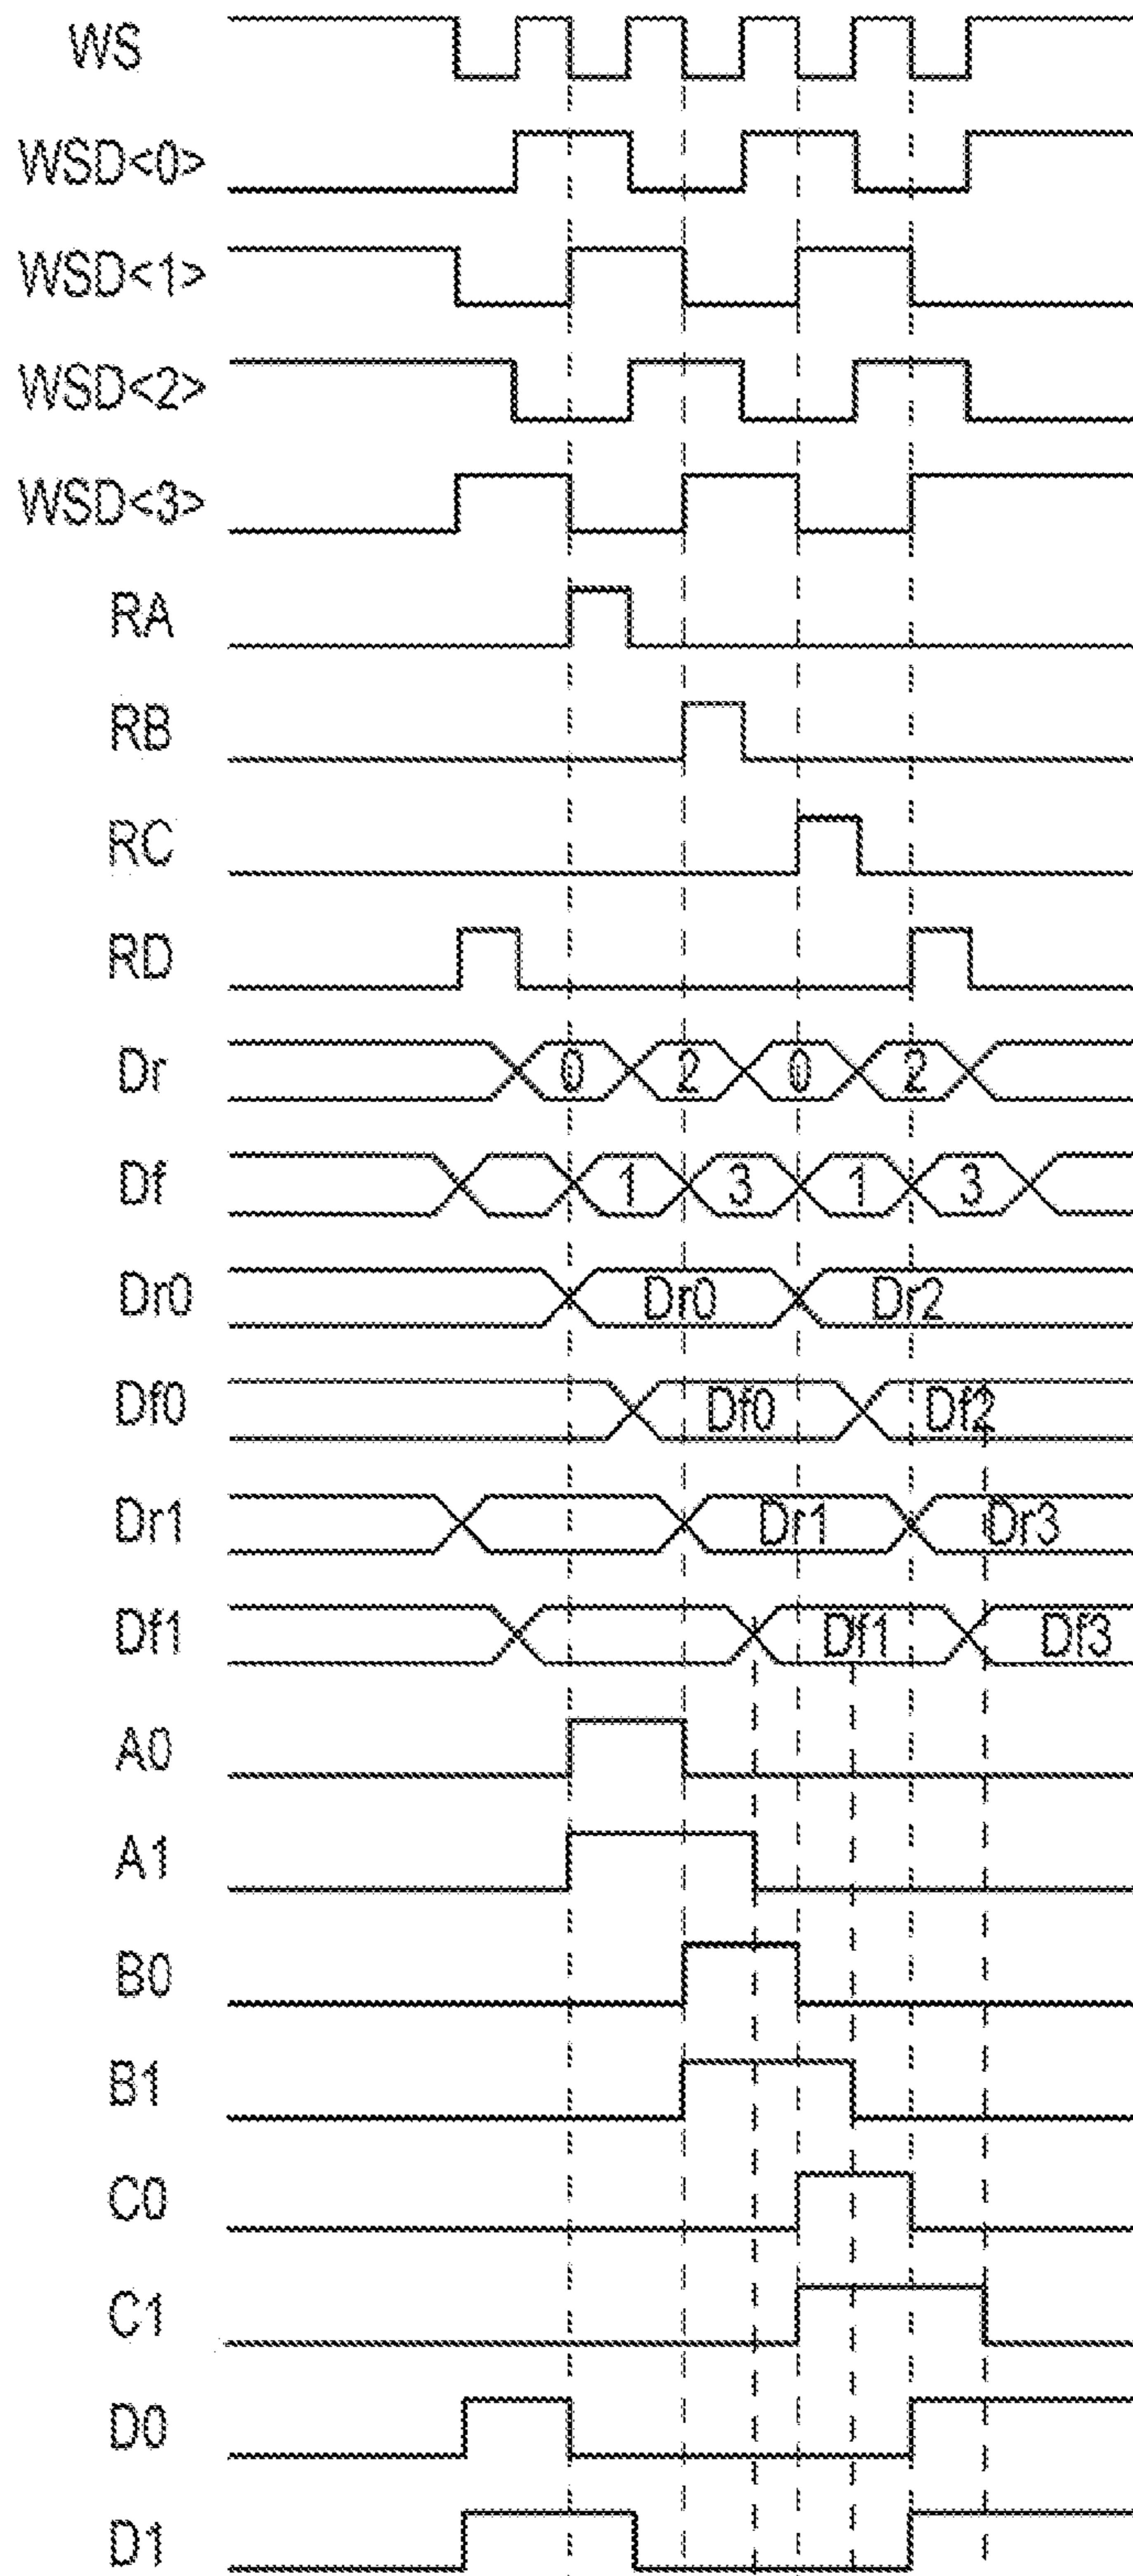 WS
WSD<0>
WSD<1>
WSD<2>
WSD<3>
RA
RB
RC
RD
Dr 0 2 0 2
Df 1 3 1 3
Dr0 Dr0 Dr2
Df0 Df0 Df2
Dr1 Dr1 Dr3
Df1 Df1 Df3
A0
A1
B0
B1
C0
C1
D0
D1